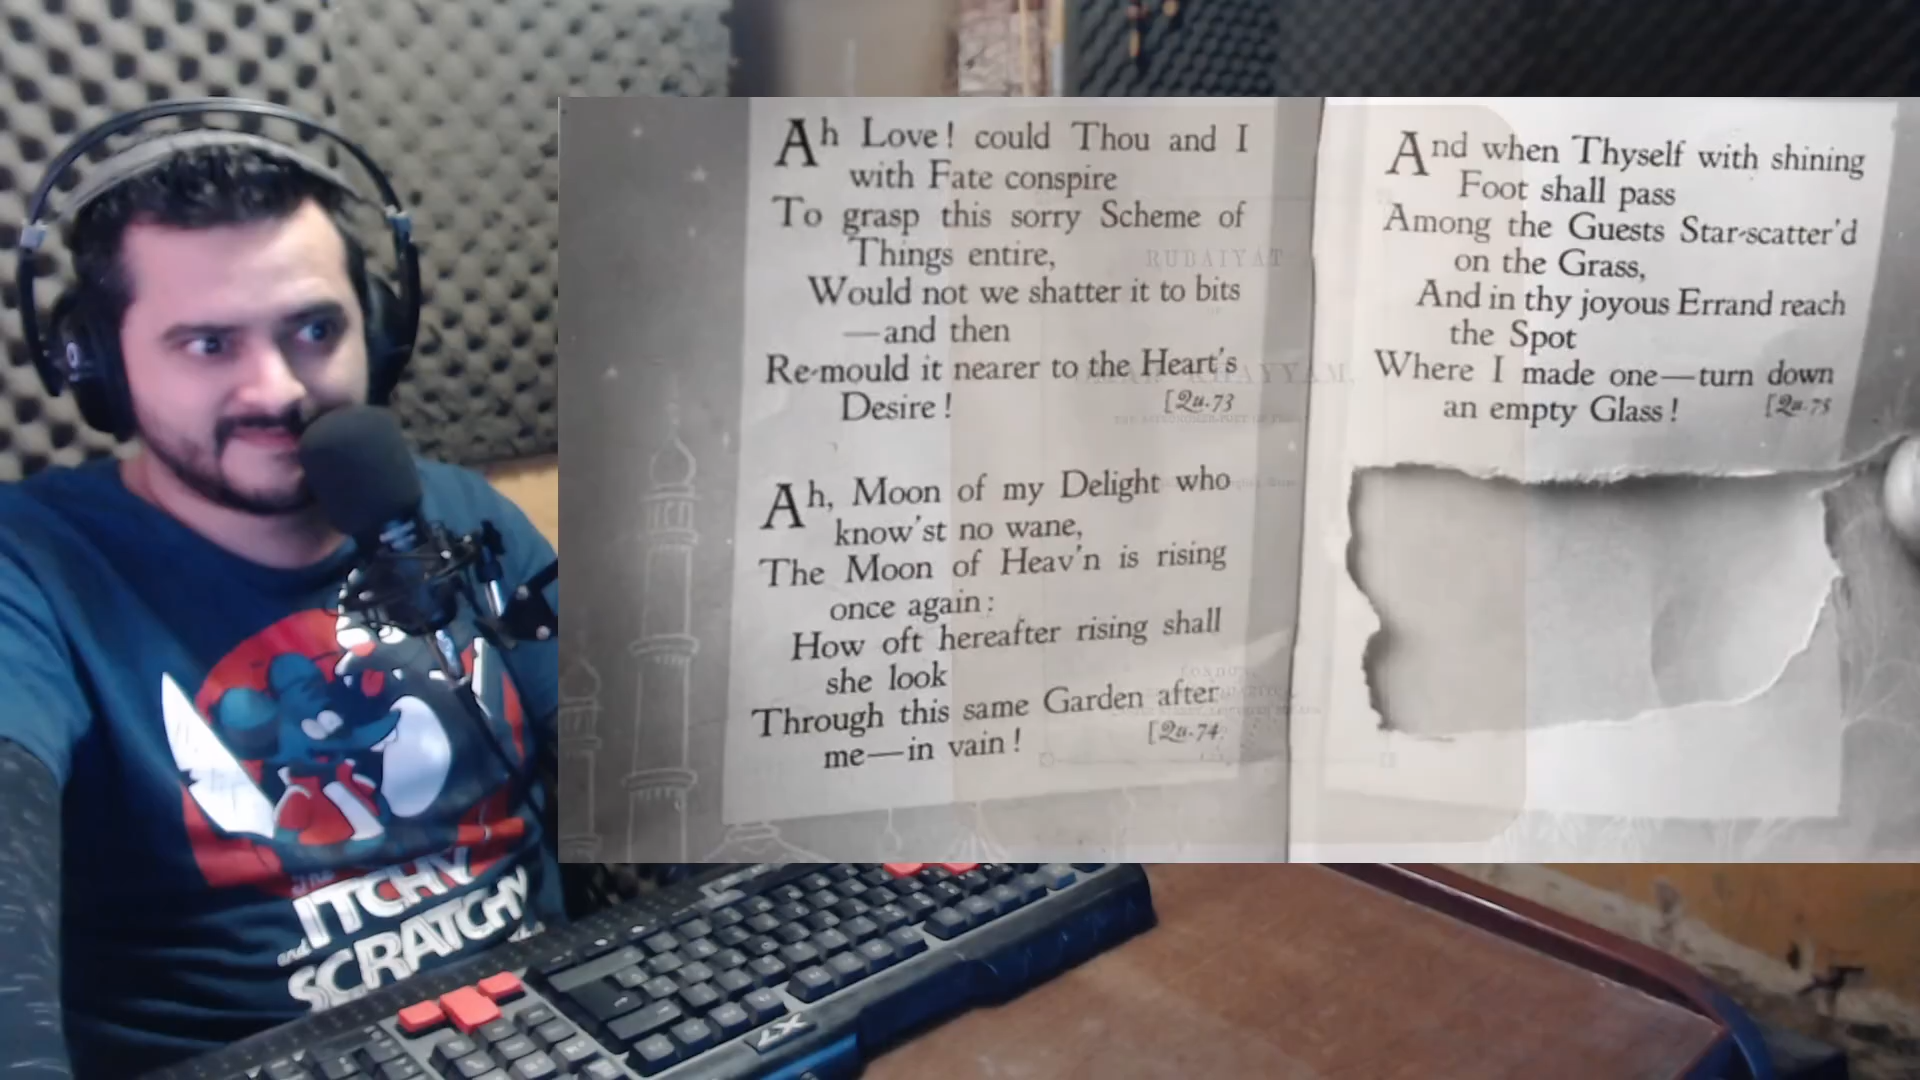 Ah Love! could Thou and I
with Fate conspire
To grasp this sorry Scheme of
Things entire,
Would not we shatter it to bits
—and then
Re-mould it nearer to the Heart's
Desire!
[Qu. 73
Ah, Moon of my Delight who
know'st no wane,
The Moon of Heav'n is rising
once again:
How oft hereafter rising shall
she look
Through this same Garden after
me—in vain!
[Qu. 74
And when Thyself with shining
Foot shall pass
Among the Guests Star-scatter'd
on the Grass,
And in thy joyous Errand reach
the Spot
Where I made one—turn down
an empty Glass!
[Qu. 75
RUBAIYAT
ITCHY
and
SCRATCHY